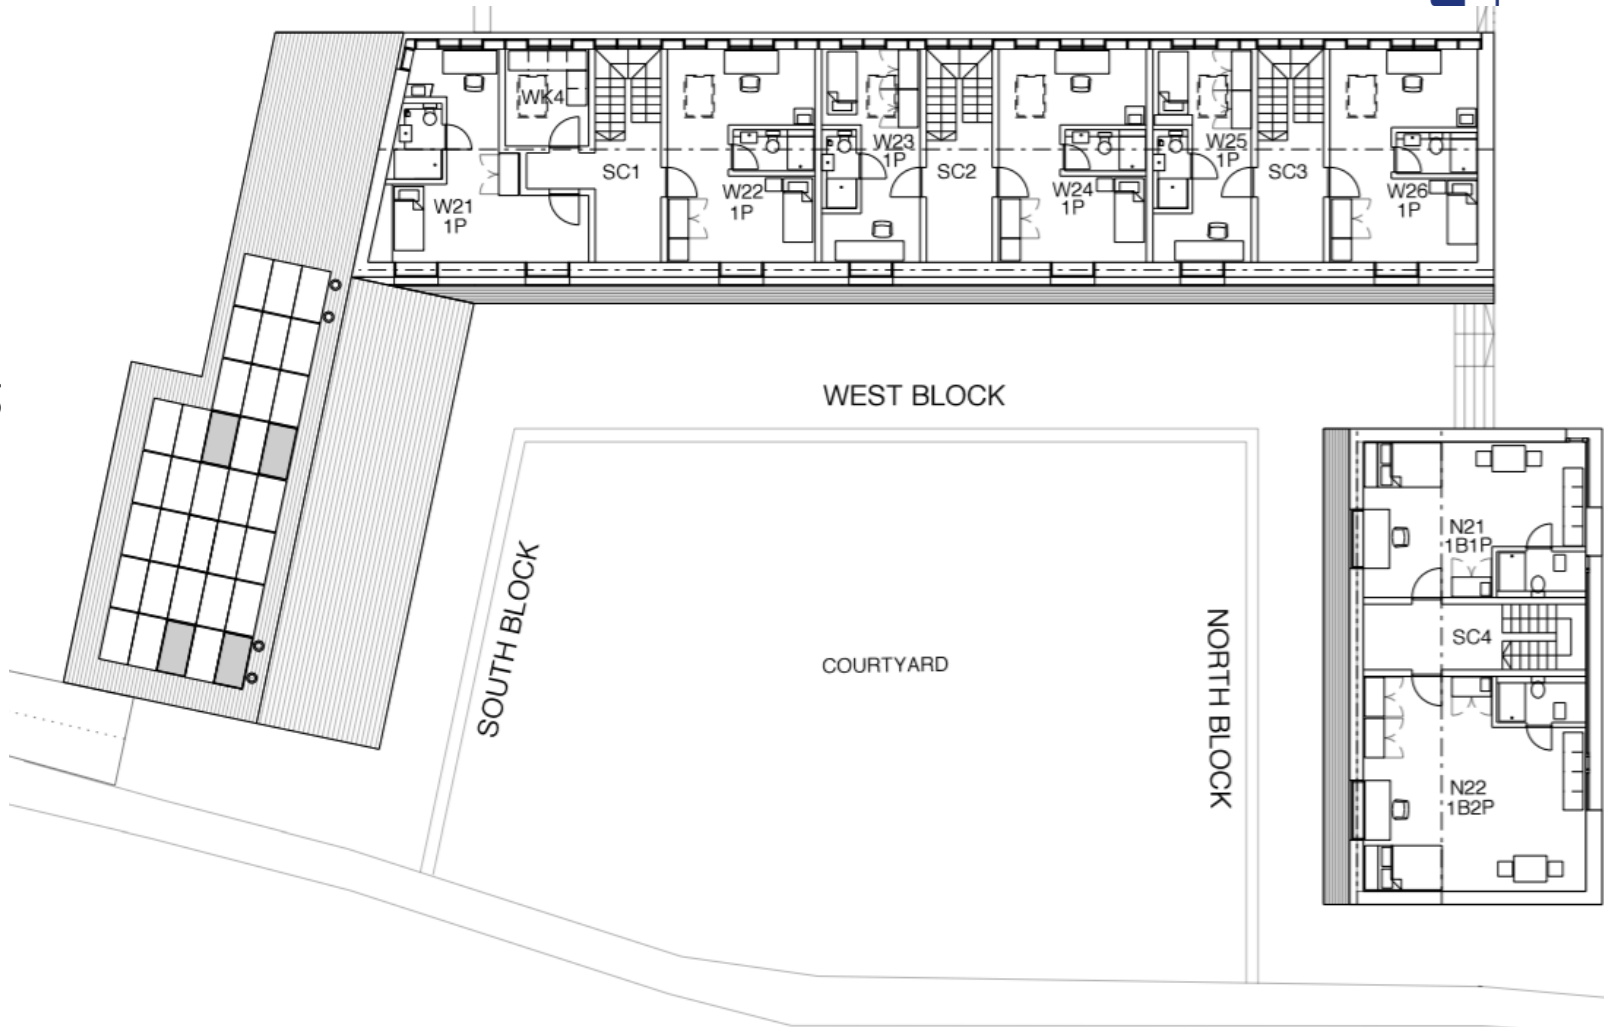 WK4
SC1
W21
1P
W22
1P
W23
1P
SC2
W24
1P
W25
1P
SC3
W26
1P
WEST BLOCK
SOUTH BLOCK
COURTYARD
NORTH BLOCK
N21
1B1P
SC4
N22
1B2P